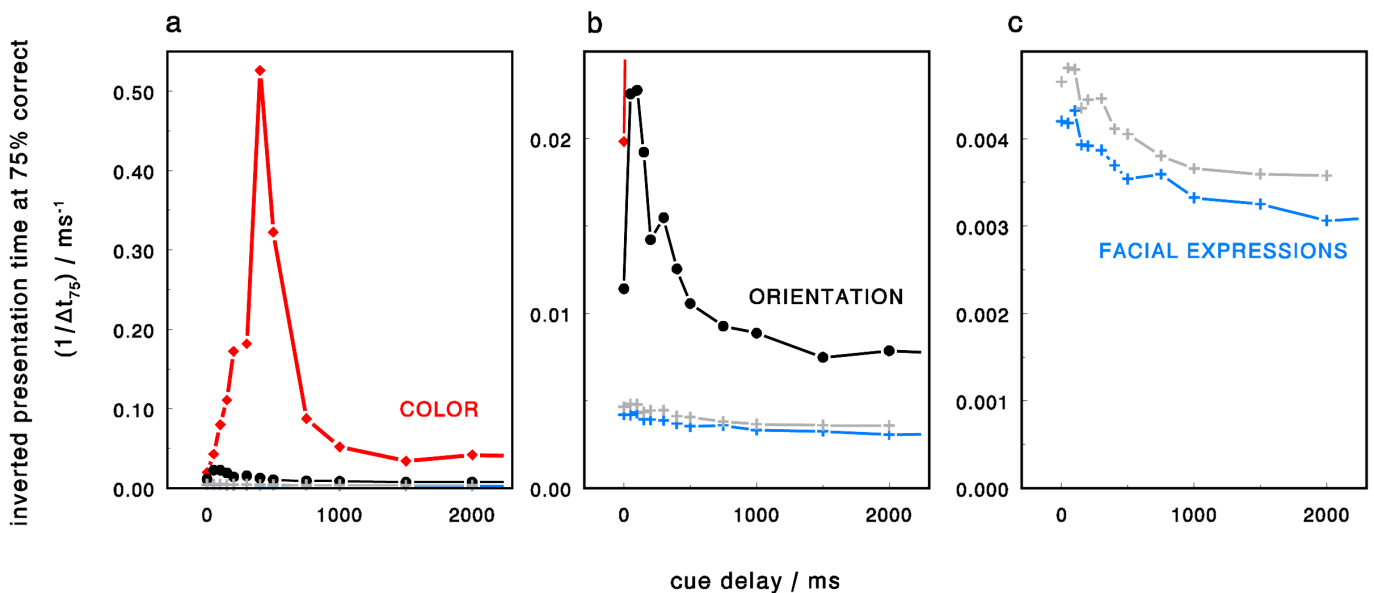 a
b
c
inverted presentation time at 75% correct
(1/Δt75) / ms-1
0.50
0.40
0.30
0.20
0.10
0.00
COLOR
0
1000
2000
0.02
0.01
0.00
ORIENTATION
0
1000
2000
0.004
0.003
0.002
0.001
0.000
FACIAL EXPRESSIONS
0
1000
2000
cue delay / ms